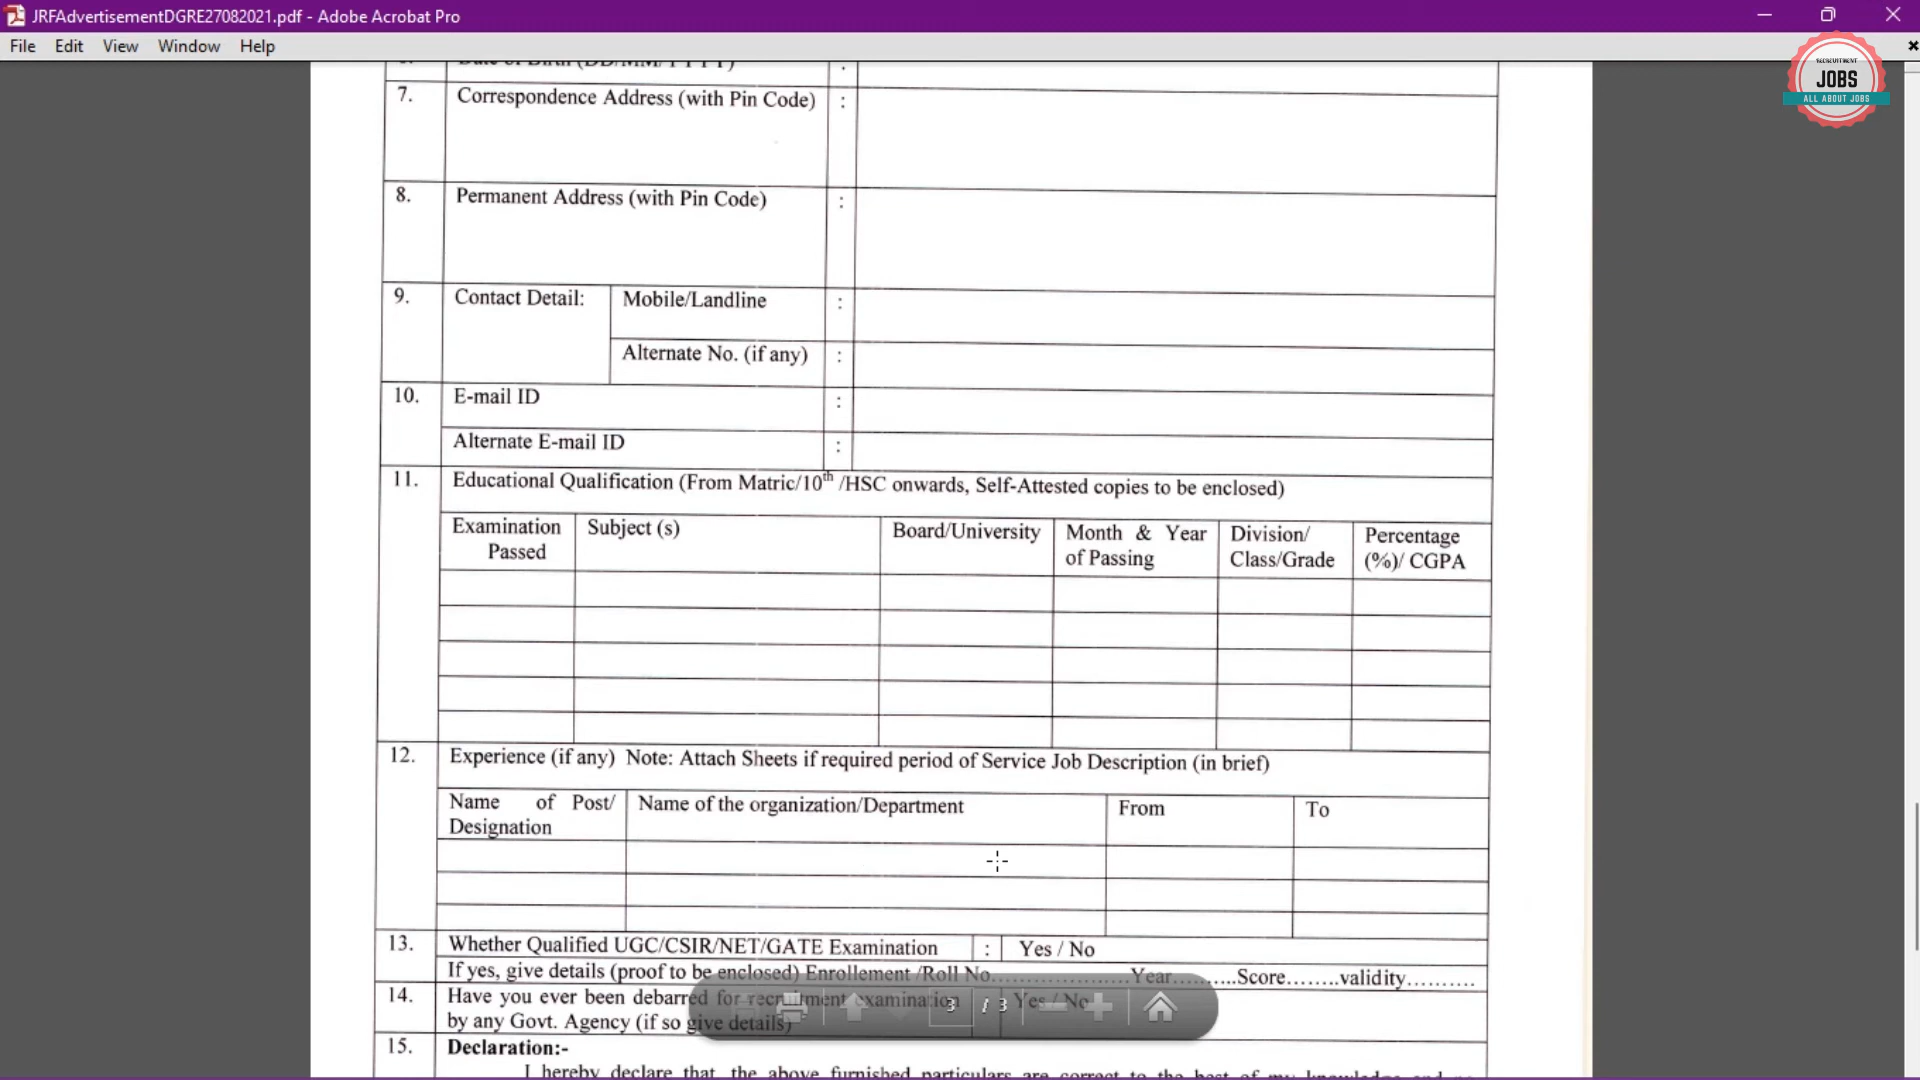 JRFAdvertisementDGRE27082021.pdf - Adobe Acrobat Pro
File Edit View Window Help
RECRUITMENT
JOBS
ALL ABOUT JOBS
Date of Birth (DD/MM/YYYY) :
7. Correspondence Address (with Pin Code) :
8. Permanent Address (with Pin Code) :
9. Contact Detail: Mobile/Landline :
Alternate No. (if any) :
10. E-mail ID :
Alternate E-mail ID :
11. Educational Qualification (From Matric/10th /HSC onwards, Self-Attested copies to be enclosed)
Examination Passed Subject (s) Board/University Month & Year of Passing Division/ Class/Grade Percentage (%)/ CGPA
12. Experience (if any) Note: Attach Sheets if required period of Service Job Description (in brief)
Name of Post/ Designation Name of the organization/Department From To
13. Whether Qualified UGC/CSIR/NET/GATE Examination : Yes / No
If yes, give details (proof to be enclosed) Enrollement /Roll No....................Year..........Score........validity..........
14. Have you ever been debarred for recruitment examination Yes / No
by any Govt. Agency (if so give details)
3 / 3
15. Declaration:-
I hereby declare that the above furnished particulars are correct to the best of my knowledge and